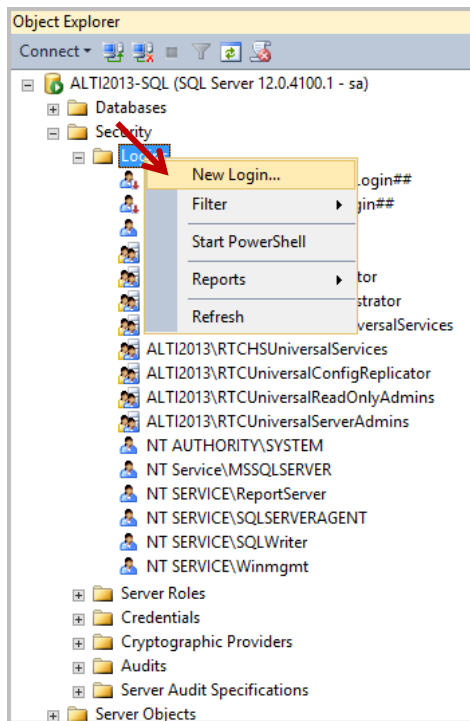 Object Explorer
Connect
ALTI2013-SQL (SQL Server 12.0.4100.1 - sa)
Databases
Security
New Login...
.ogin##
Filter
gin##
Start PowerShell
Reports
tor
strator
Refresh
versalServices
ALTI2013\RTCHSUniversalServices
ALTI2013\RTCUniversalConfigReplicator
ALTI2013\RTCUniversalReadOnlyAdmins
ALTI2013\RTCUniversalServerAdmins
NT AUTHORITY\SYSTEM
NT Service\MSSQLSERVER
NT SERVICE\ReportServer
NT SERVICE\SQLSERVERAGENT
NT SERVICE\SQLWriter
NT SERVICE\Winmgmt
Server Roles
Credentials
Cryptographic Providers
Audits
Server Audit Specifications
Server Objects